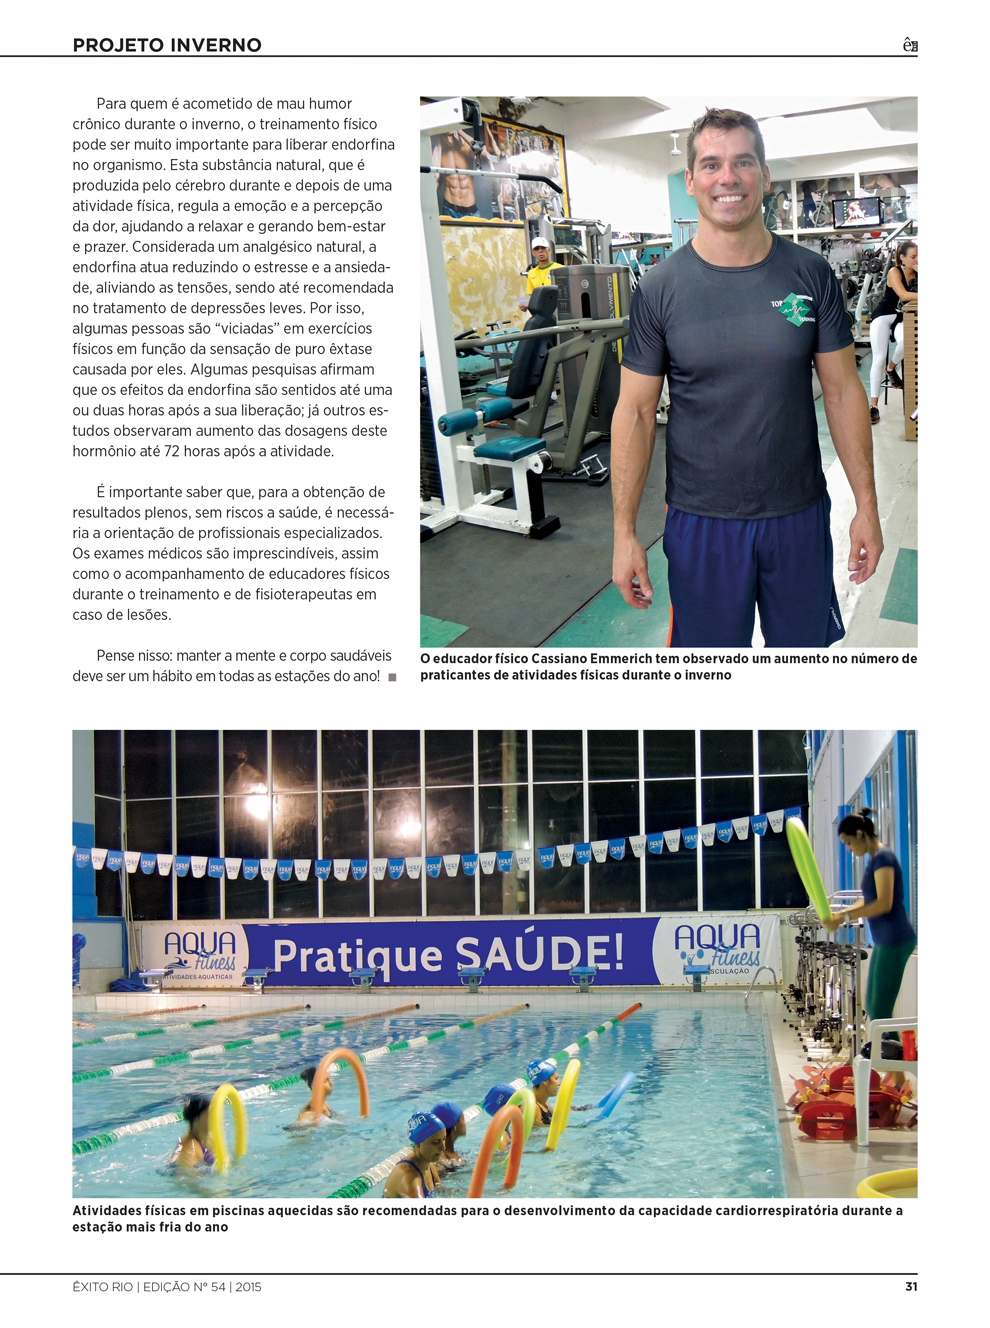 PROJETO INVERNO
Para quem é acometido de mau humor
crônico durante o inverno, o treinamento físico
pode ser muito importante para liberar endorfina
no organismo. Esta substância natural, que é
produzida pelo cérebro durante e depois de uma
atividade física, regula a emoção e a percepção
da dor, ajudando a relaxar e gerando bem-estar
e prazer. Considerada um analgésico natural, a
endorfina atua reduzindo o estresse e a ansieda-
de, aliviando as tensões, sendo até recomendada
no tratamento de depressões leves. Por isso,
algumas pessoas são “viciadas” em exercícios
físicos em função da sensação de puro êxtase
causada por eles. Algumas pesquisas afirmam
que os efeitos da endorfina são sentidos até uma
ou duas horas após a sua liberação; já outros es-
tudos observaram aumento das dosagens deste
hormônio até 72 horas após a atividade.
É importante saber que, para a obtenção de
resultados plenos, sem riscos a saúde, é necessá-
ria a orientação de profissionais especializados.
Os exames médicos são imprescindíveis, assim
como o acompanhamento de educadores físicos
durante o treinamento e de fisioterapeutas em
caso de lesões.
Pense nisso: manter a mente e corpo saudáveis
deve ser um hábito em todas as estações do ano!
TOP
O educador físico Cassiano Emmerich tem observado um aumento no número de
praticantes de atividades físicas durante o inverno
AQUA
fitness
ATIVIDADES AQUÁTICAS
Pratique SAÚDE!
AQUA
fitness
SCULAÇÃO
AQUA
Atividades físicas em piscinas aquecidas são recomendadas para o desenvolvimento da capacidade cardiorrespiratória durante a
estação mais fria do ano
ÊXITO RIO | EDIÇÃO Nº 54 | 2015
31